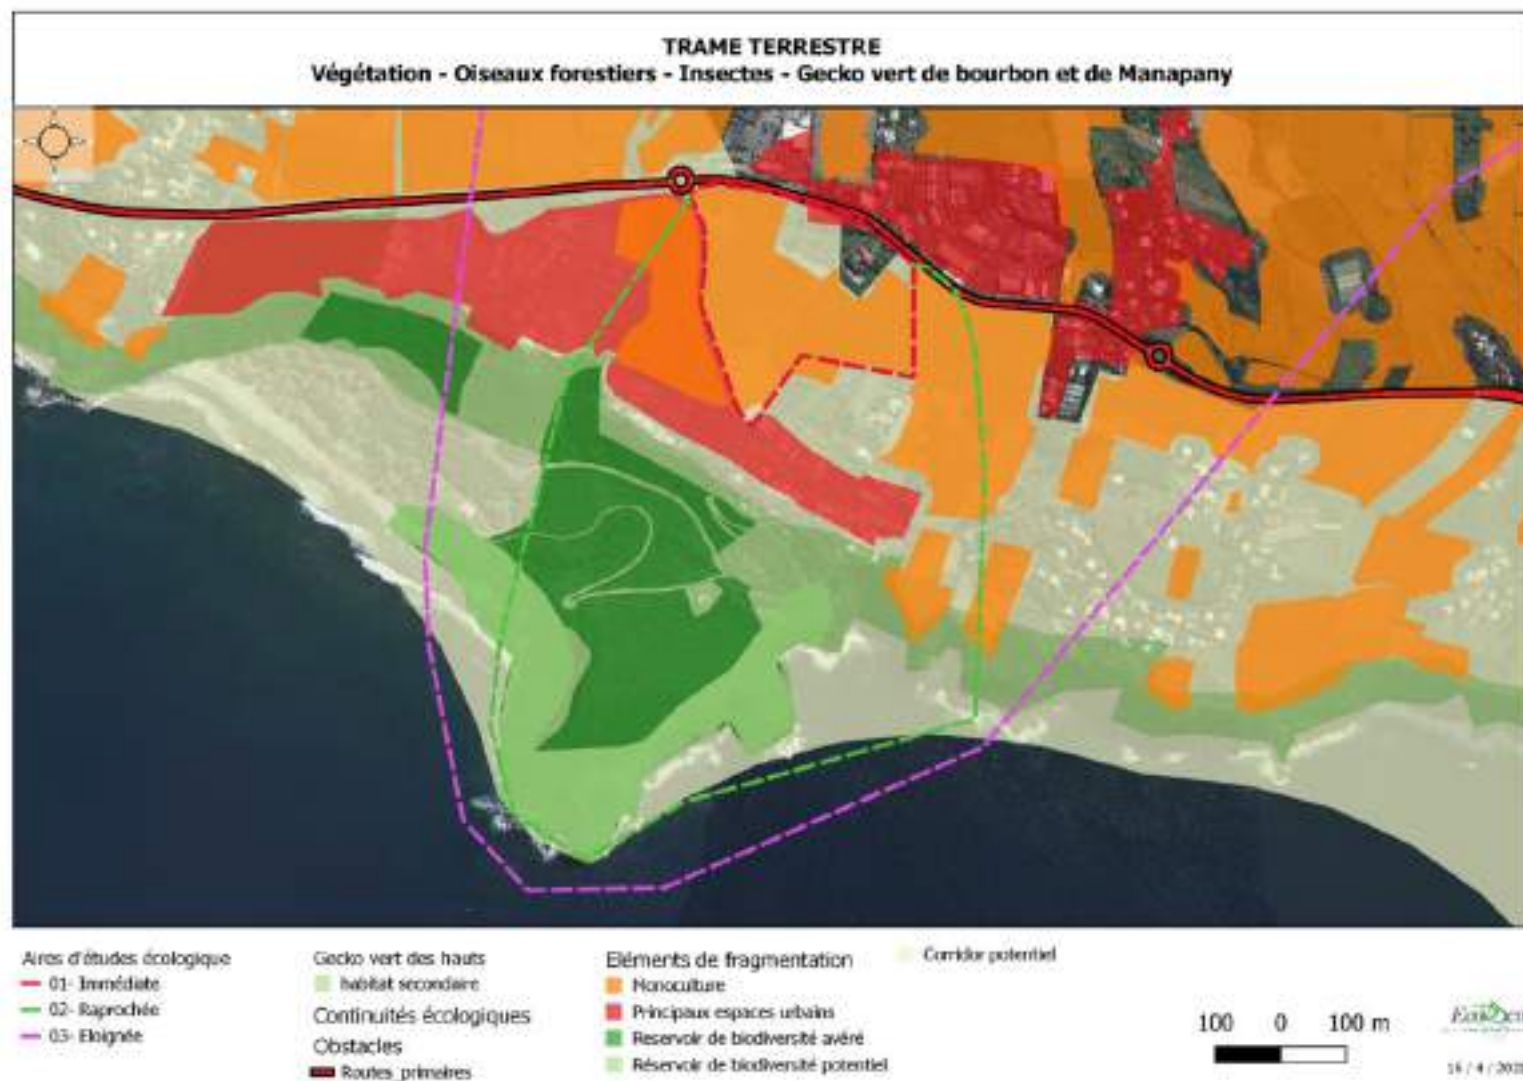 TRAME TERRESTRE
Végétation - Oiseaux forestiers - Insectes - Gecko vert de bourbon et de Manapany
Aires d'études écologique
01- Immédiate
02- Raprochée
03- Eloignée
Gecko vert des hauts
habitat secondaire
Continuités écologiques
Obstacles
Routes_primaires
Eléments de fragmentation
Monoculture
Principaux espaces urbains
Reservoir de biodiversité avéré
Réservoir de biodiversité potentiel
Corridor potentiel
100 0 100 m